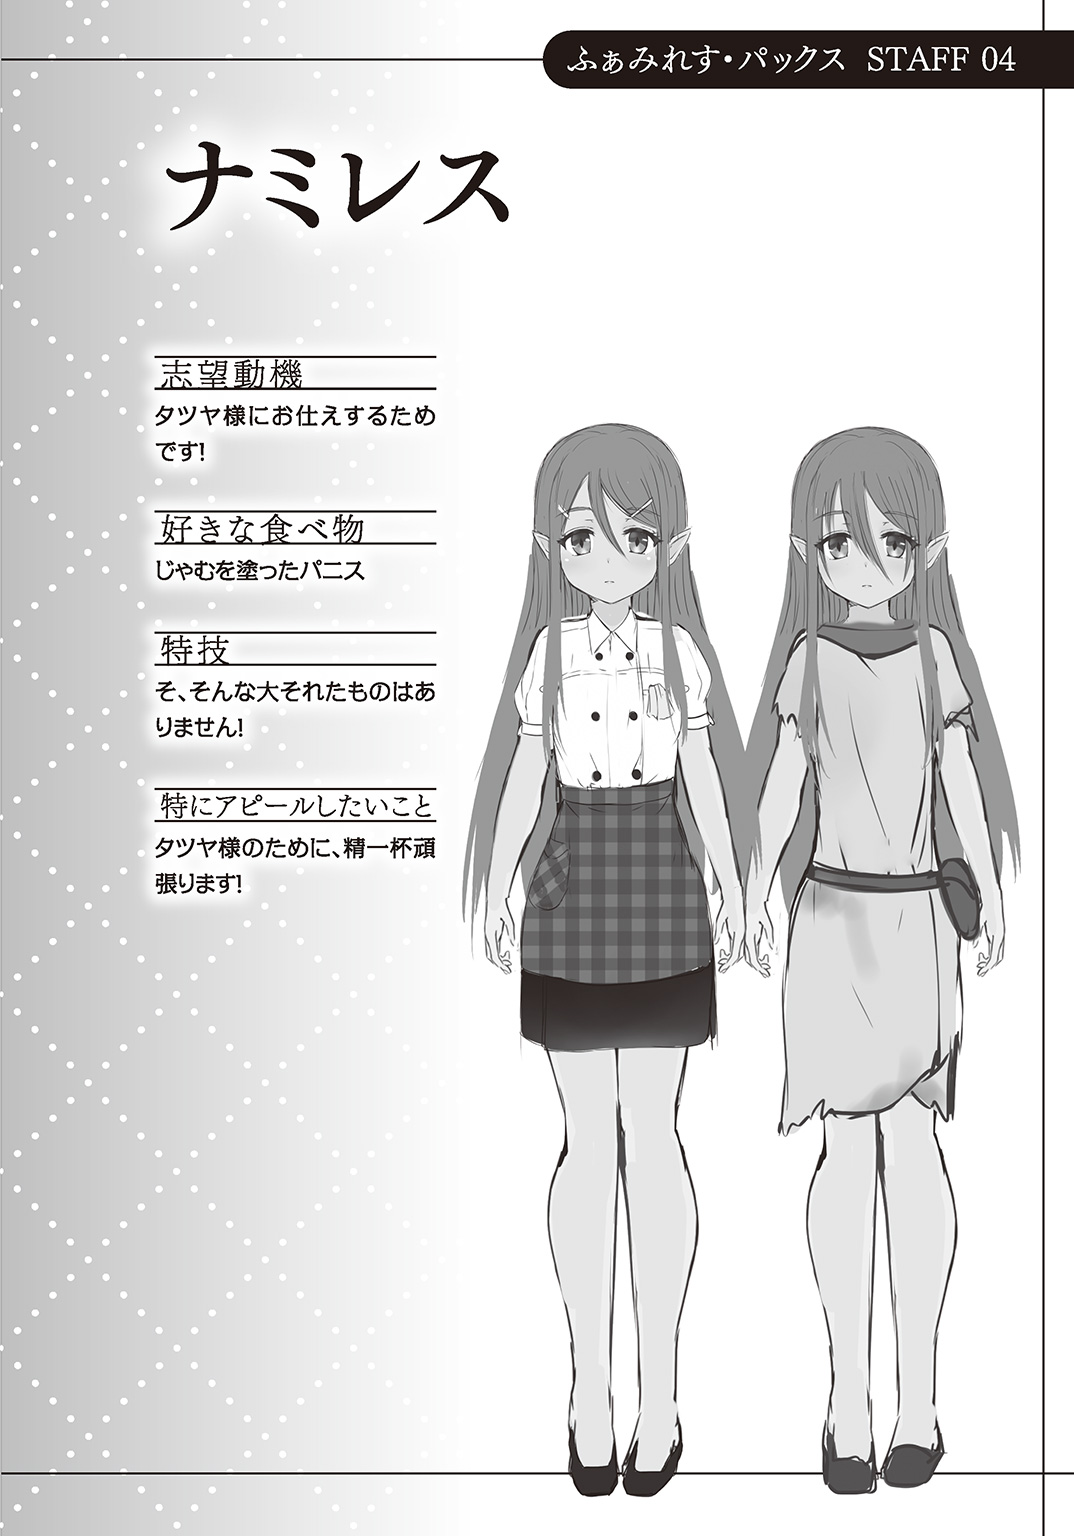 ふぁみれす・パックス STAFF 04
ナミレス
志望動機
タツヤ様にお仕えするため
です!
好きな食べ物
じゃむを塗ったパニス
特技
そ、そんな大それたものはあ
りません!
特にアピールしたいこと
タツヤ様のために、精一杯頑
張ります!